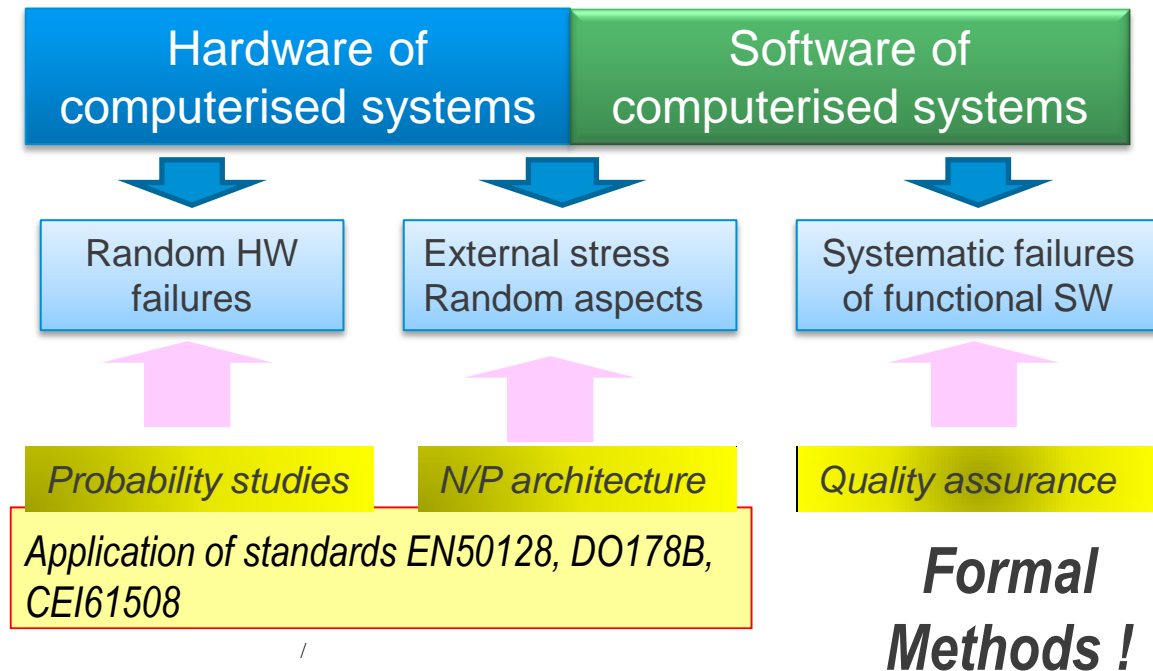 Hardware of
computerised systems
Software of
computerised systems
Random HW
failures
External stress
Random aspects
Systematic failures
of functional SW
Probability studies
N/P architecture
Quality assurance
Application of standards EN50128, DO178B,
CEI61508
Formal
Methods !
/